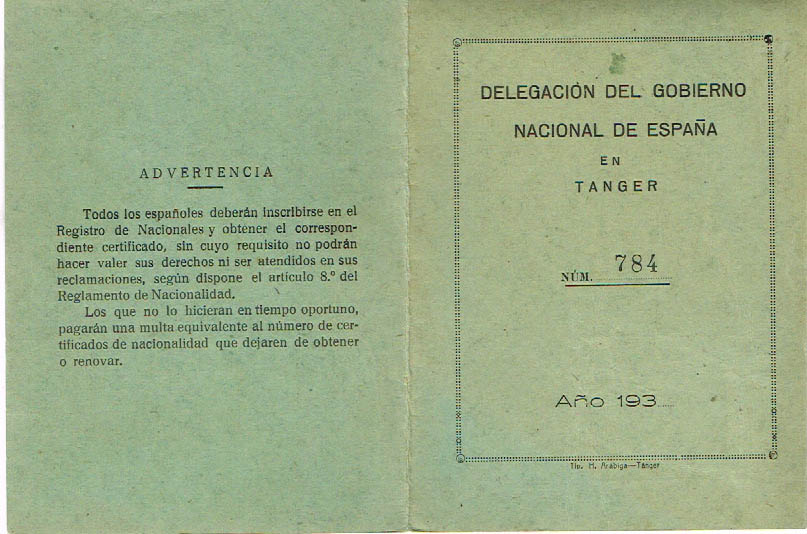 ADVERTENCIA
Todos los españoles deberán inscribirse en el
Registro de Nacionales y obtener el correspon-
diente certificado, sin cuyo requisito no podrán
hacer valer sus derechos ni ser atendidos en sus
reclamaciones, según dispone el artículo 8.º del
Reglamento de Nacionalidad.
Los que no lo hicieran en tiempo oportuno,
pagarán una multa equivalente al número de cer-
tificados de nacionalidad que dejaren de obtener
o renovar.
DELEGACIÓN DEL GOBIERNO
NACIONAL DE ESPAÑA
EN
TANGER
NÚM. 784
Año 193
Tip. H. Arábiga—Tánger